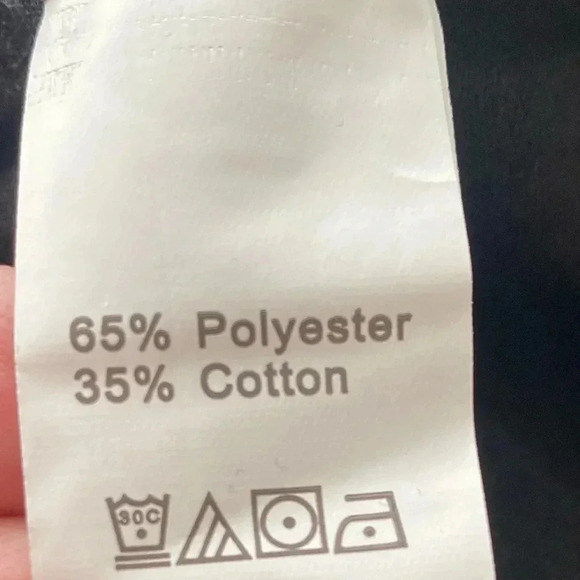 65% Polyester
35% Cotton
30C